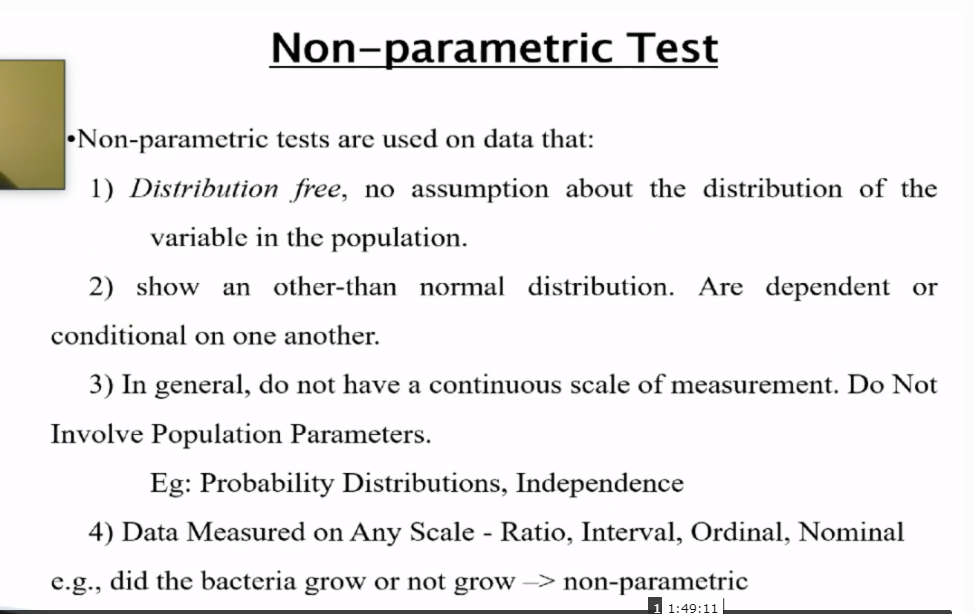 Non-parametric Test
•Non-parametric tests are used on data that:
1) Distribution free, no assumption about the distribution of the
variable in the population.
2) show an other-than normal distribution. Are dependent or
conditional on one another.
3) In general, do not have a continuous scale of measurement. Do Not
Involve Population Parameters.
Eg: Probability Distributions, Independence
4) Data Measured on Any Scale - Ratio, Interval, Ordinal, Nominal
e.g., did the bacteria grow or not grow –> non-parametric
1 1:49:11